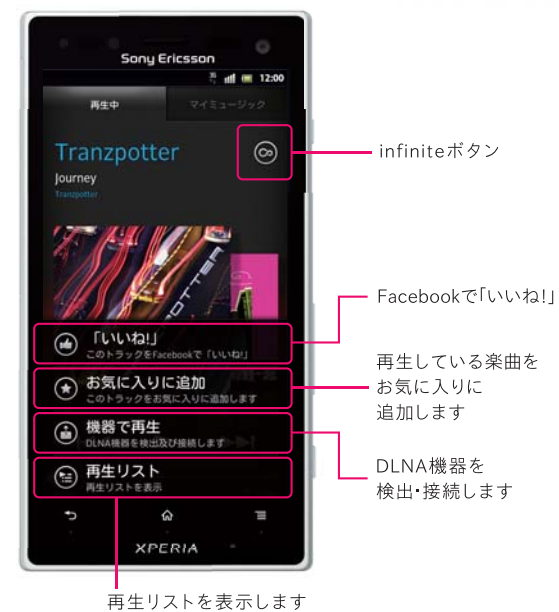 Sony Ericsson
3G 12:00
再生中
マイミュージック
Tranzpotter
Journey
Tranzpotter
infiniteボタン
Facebookで「いいね!」
「いいね!」
このトラックをFacebookで「いいね!」
再生している楽曲を
お気に入りに
追加します
お気に入りに追加
このトラックをお気に入りに追加します
機器で再生
DLNA機器を検出及び接続します
DLNA機器を
検出・接続します
再生リスト
再生リストを表示
XPERIA
再生リストを表示します